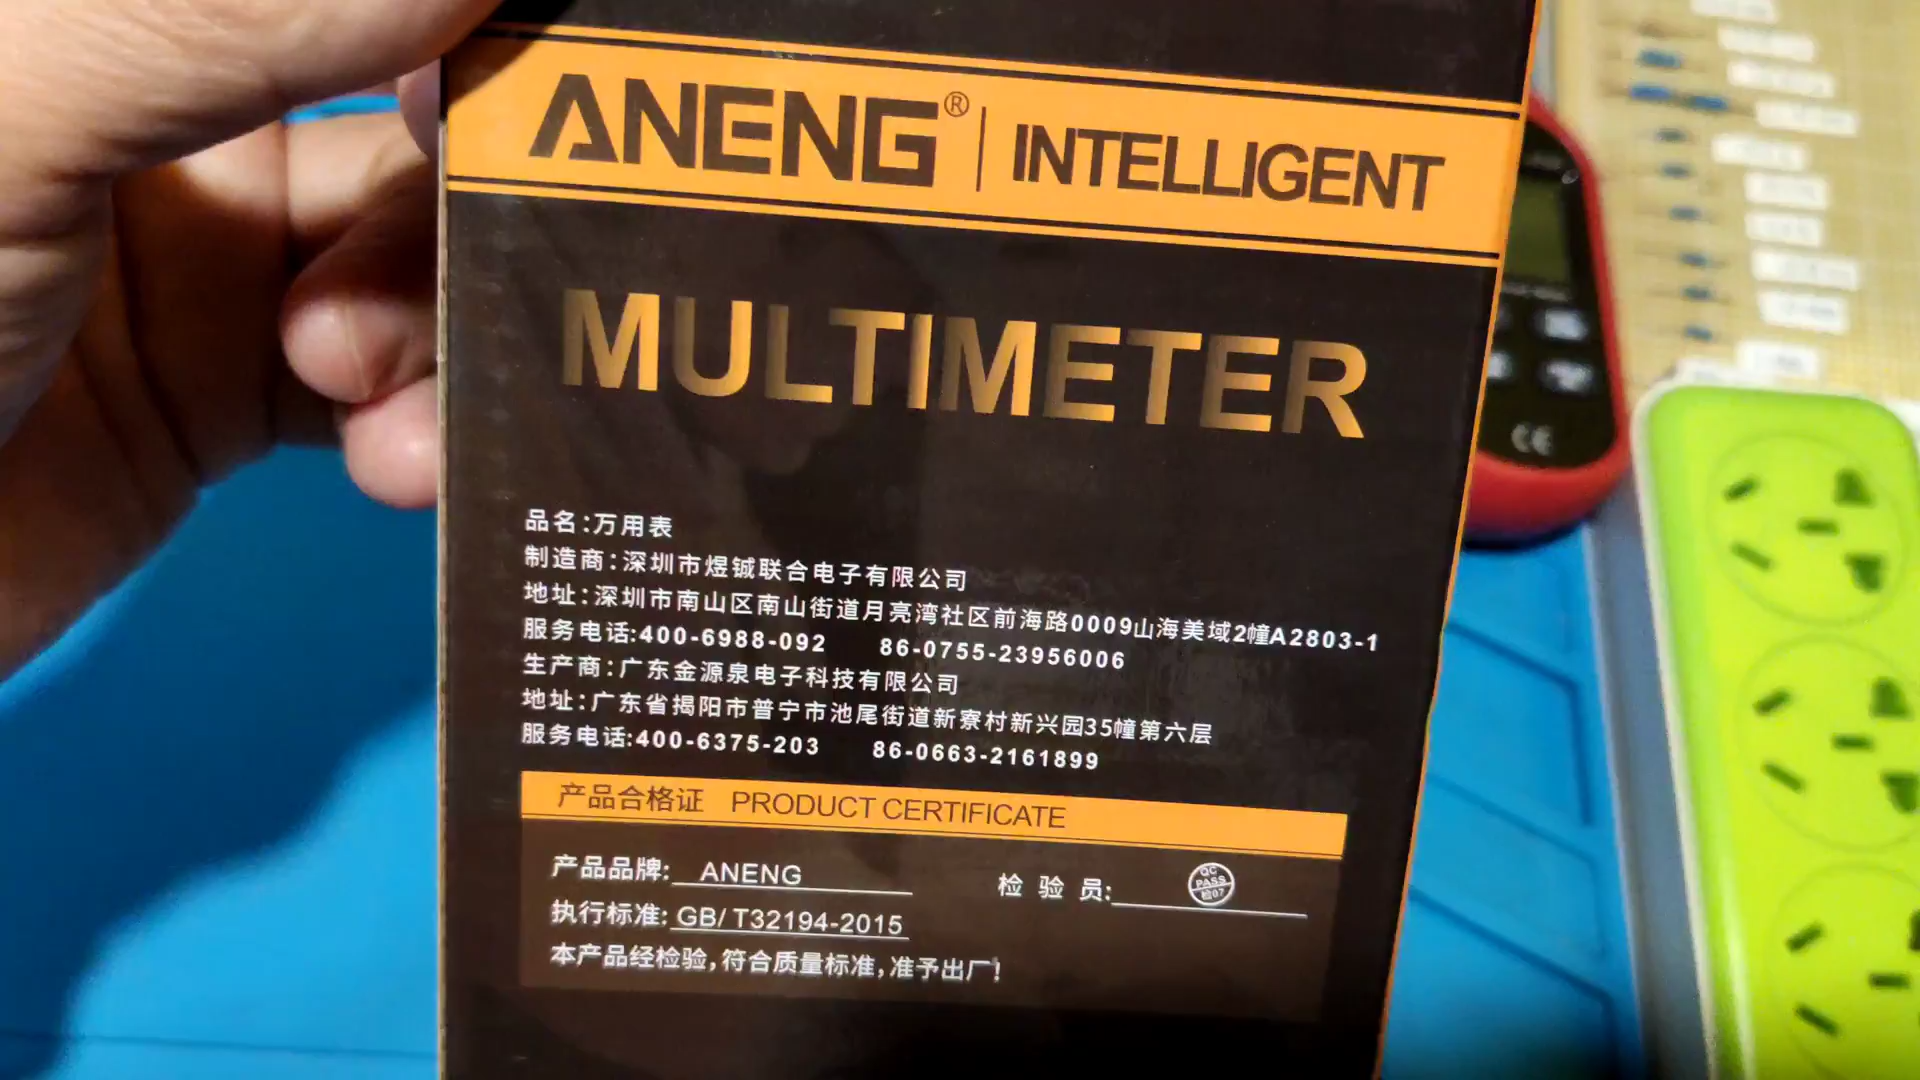 ANENG® | INTELLIGENT
MULTIMETER
品名:万用表
制造商:深圳市煜铖联合电子有限公司
地址:深圳市南山区南山街道月亮湾社区前海路0009山海美域2幢A2803-1
服务电话:400-6988-092 86-0755-23956006
生产商:广东金源泉电子科技有限公司
地址:广东省揭阳市普宁市池尾街道新寮村新兴园35幢第六层
服务电话:400-6375-203 86-0663-2161899
产品合格证 PRODUCT CERTIFICATE
产品品牌: ANENG
检 验 员: QC PASS 检07
执行标准: GB/ T32194-2015
本产品经检验,符合质量标准,准予出厂!
CE